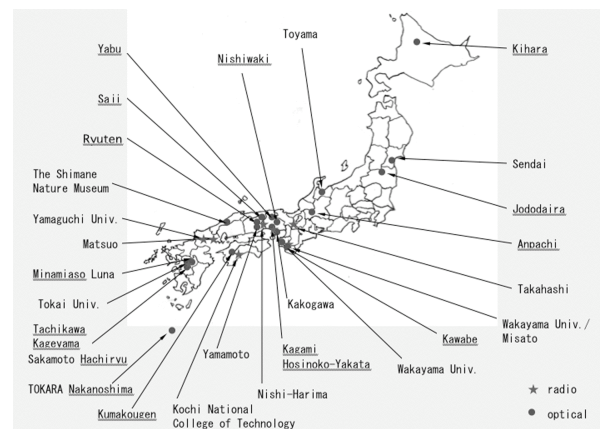 Toyama
Yabu
Nishiwaki
Kihara
Saii
Ryuten
Sendai
The Shimane
Nature Museum
Jododaira
Yamaguchi Univ.
Matsuo
Anpachi
Minamiaso Luna
Takahashi
Tokai Univ.
Kakogawa
Wakayama Univ./
Misato
Tachikawa
Kageyama
Kawabe
Sakamoto Hachiryu
Yamamoto
Kagami
Hosinoko-Yakata
Wakayama Univ.
TOKARA Nakanoshima
Nishi-Harima
radio
Kumakougen
Kochi National
College of Technology
optical